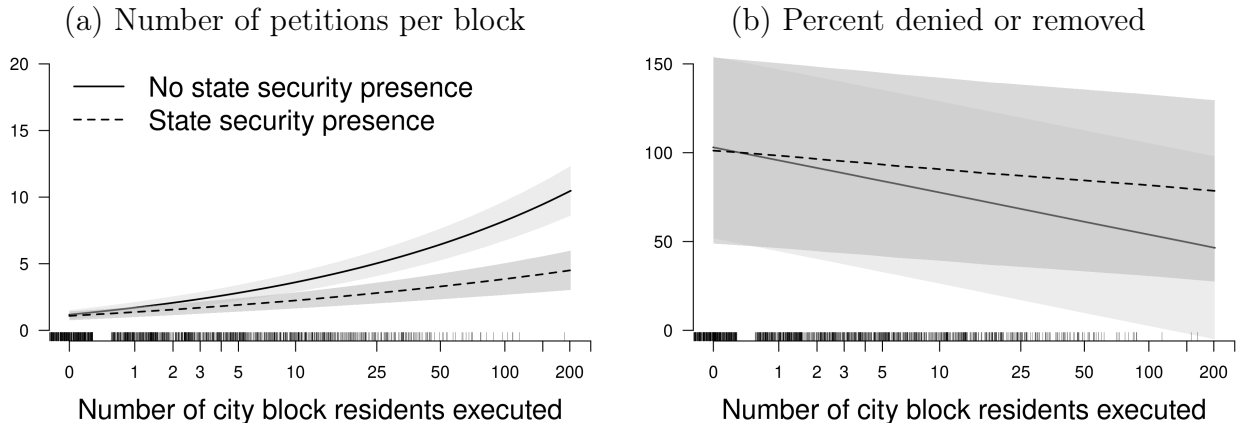 (a) Number of petitions per block
20
15
10
5
0
No state security presence
State security presence
0 1 2 3 5 10 25 50 100 200
Number of city block residents executed
(b) Percent denied or removed
150
100
50
0
0 1 2 3 5 10 25 50 100 200
Number of city block residents executed